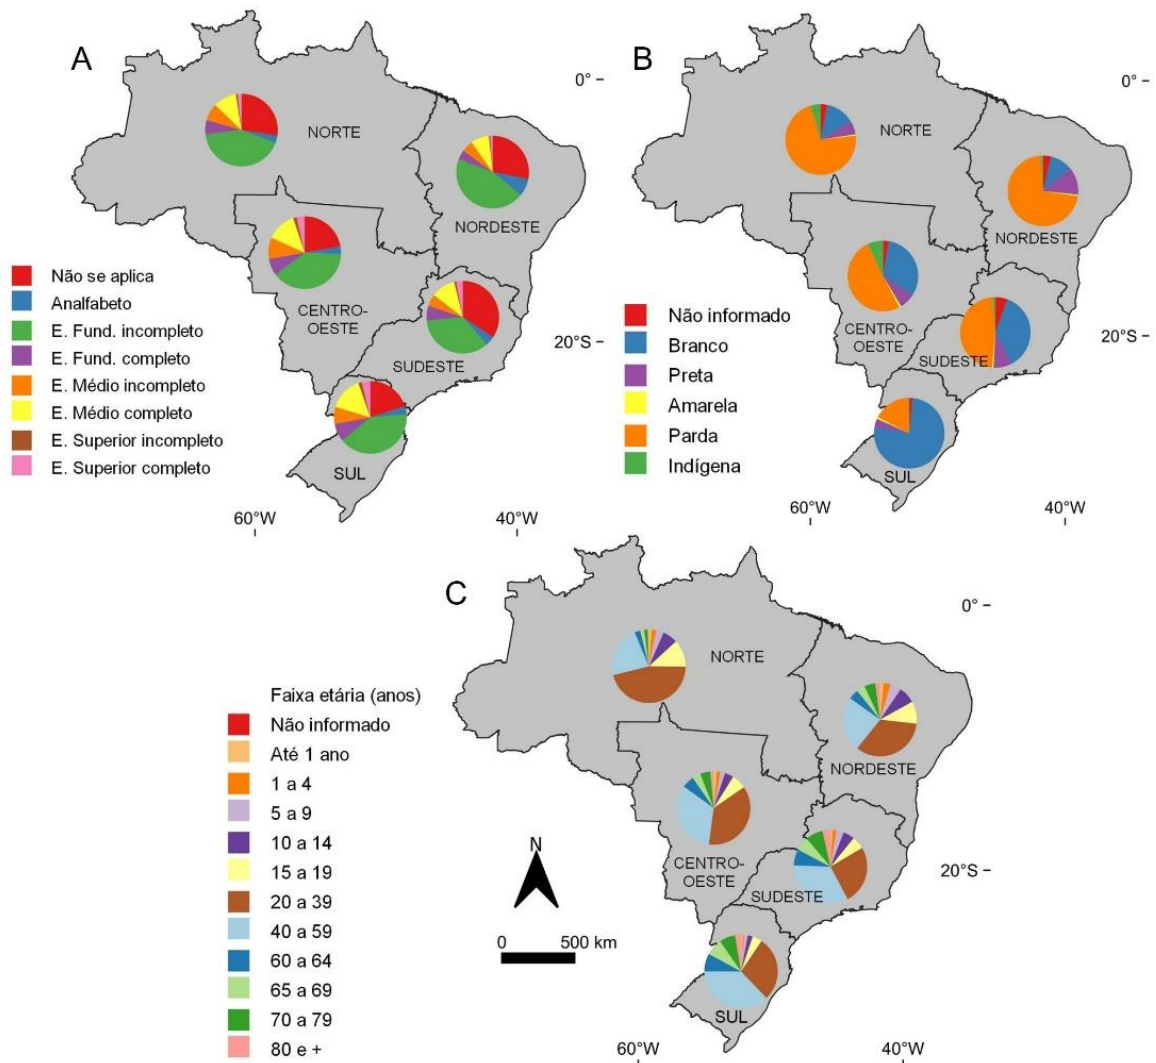 A
0°
NORTE
NORDESTE
CENTRO-
OESTE
SUDESTE
20°S
SUL
60°W
40°W
Não se aplica
Analfabeto
E. Fund. incompleto
E. Fund. completo
E. Médio incompleto
E. Médio completo
E. Superior incompleto
E. Superior completo
B
0°
NORTE
NORDESTE
CENTRO-
OESTE
SUDESTE
20°S
SUL
60°W
40°W
Não informado
Branco
Preta
Amarela
Parda
Indígena
C
0°
NORTE
NORDESTE
CENTRO-
OESTE
SUDESTE
20°S
SUL
60°W
40°W
Faixa etária (anos)
Não informado
Até 1 ano
1 a 4
5 a 9
10 a 14
15 a 19
20 a 39
40 a 59
60 a 64
65 a 69
70 a 79
80 e +
N
0 500 km